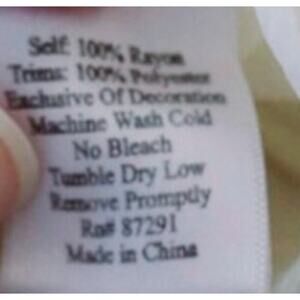 Self: 100% Rayon
Trims: 100% Polyester
Exclusive Of Decoration
Machine Wash Cold
No Bleach
Tumble Dry Low
Remove Promptly
Rn# 87291
Made in China